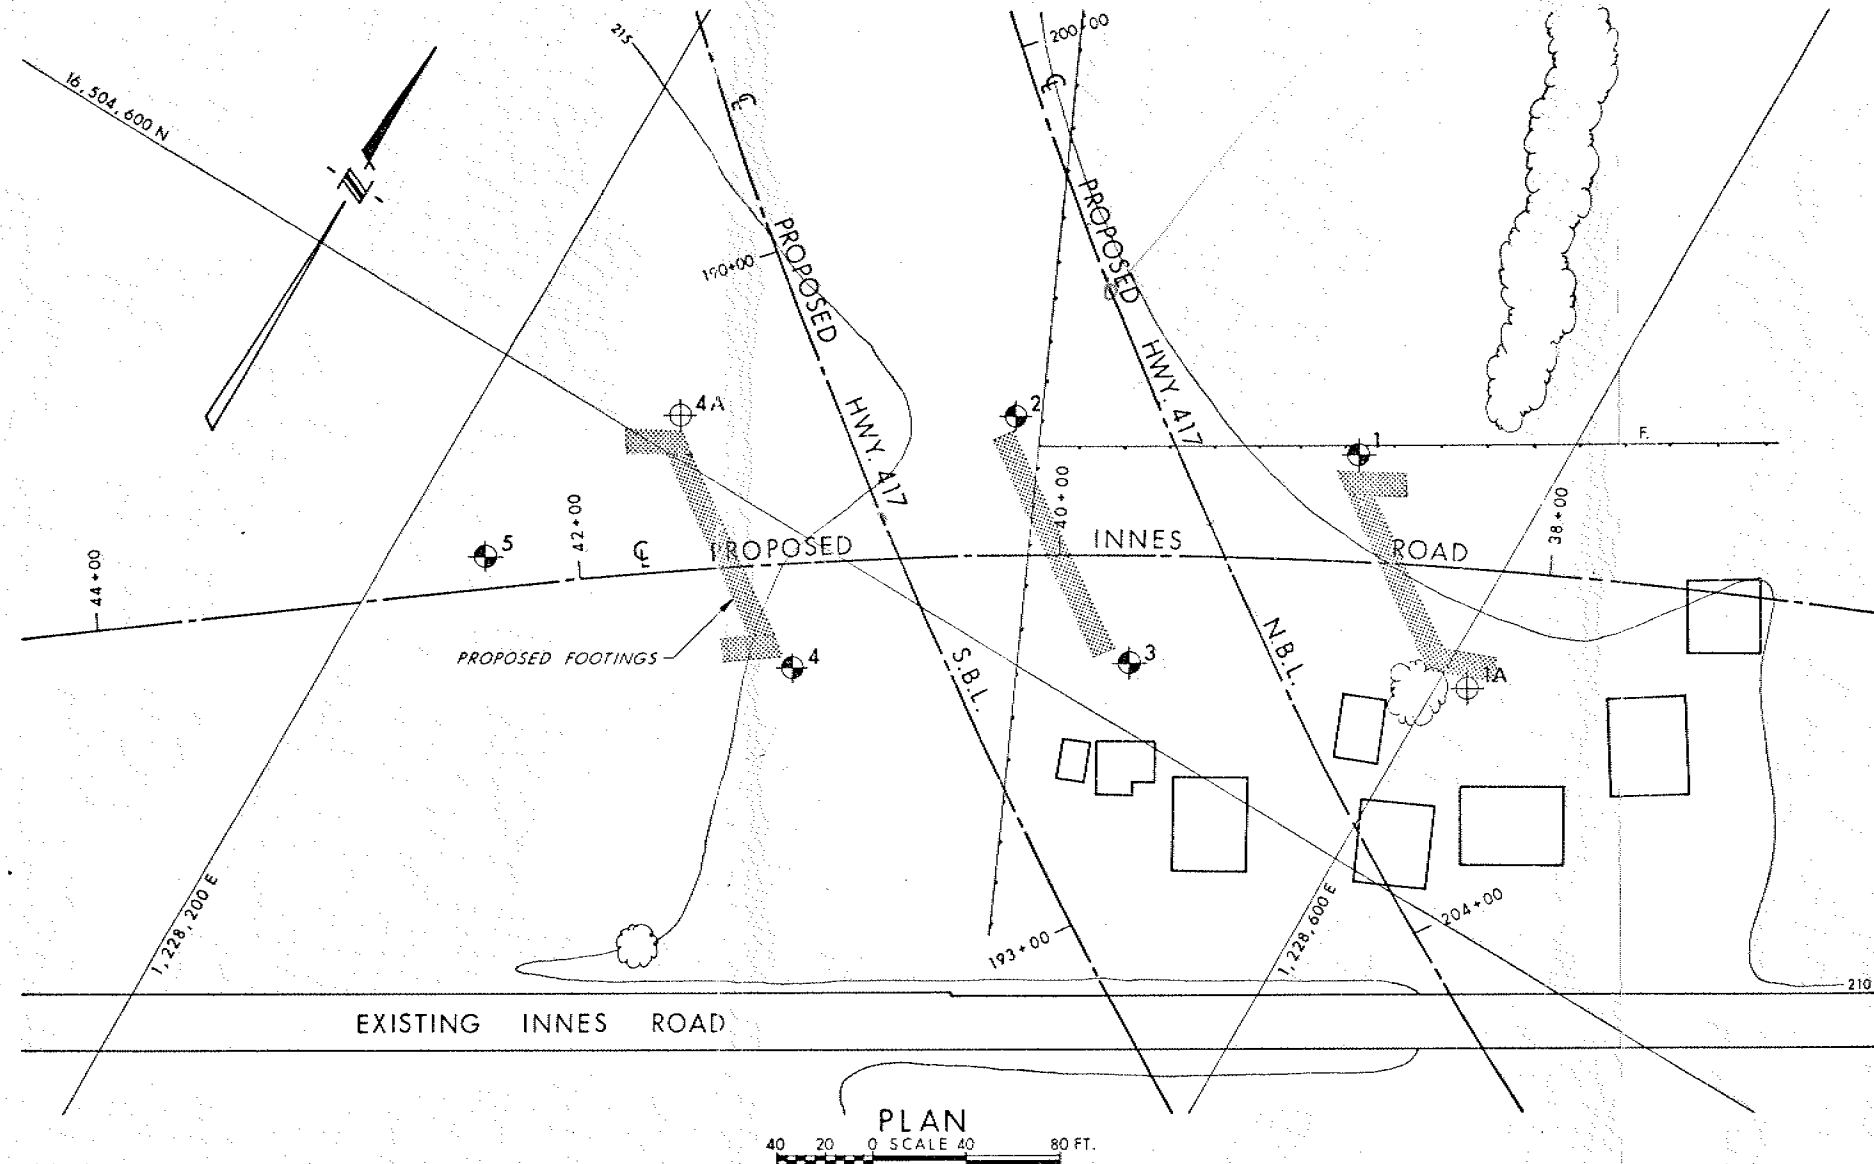 215
200+00
16,504,600 N
℄
℄
N
PROPOSED
PROPOSED
190+00
HWY. 417
HWY. 417
4A
2
1
F.
42+00
40+00
38+00
44+00
5
℄
PROPOSED
INNES
ROAD
PROPOSED FOOTINGS
4
3
S.B.L.
N.B.L.
1A
1,228,200 E
193+00
1,228,600 E
204+00
210
EXISTING INNES ROAD
PLAN
40 20 0 SCALE 40 80 FT.